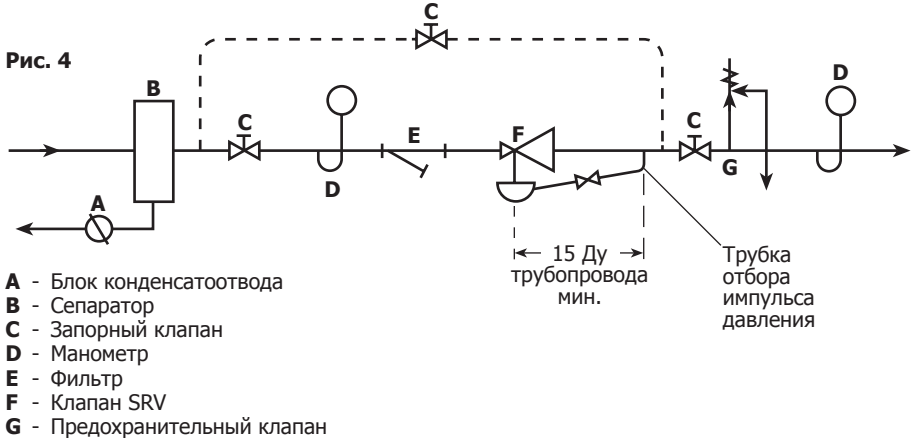 C
Рис. 4
B
D
C
E
F
C
D
G
A
15 Ду
трубопровода
мин.
Трубка
отбора
импульса
давления
D
A - Блок конденсатоотвода
B - Сепаратор
C - Запорный клапан
D - Манометр
E - Фильтр
F - Клапан SRV
G - Предохранительный клапан